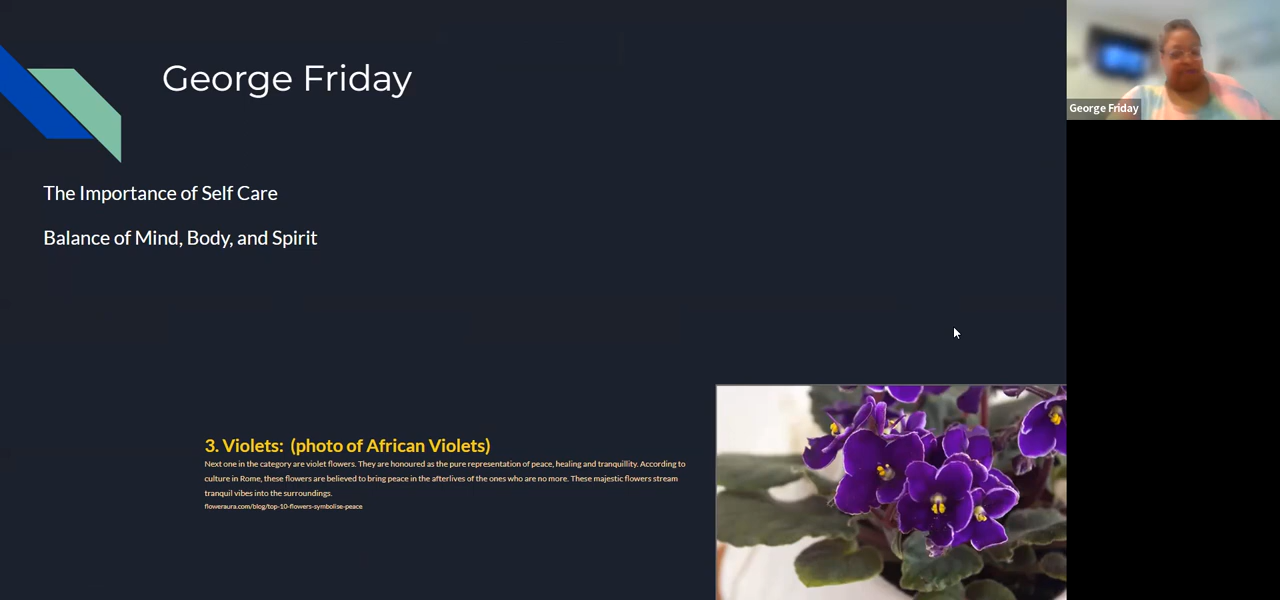 George Friday
George Friday
The Importance of Self Care
Balance of Mind, Body, and Spirit
3. Violets:  (photo of African Violets)
Next one in the category are violet flowers. They are honoured as the pure representation of peace, healing and tranquillity. According to
culture in Rome, these flowers are believed to bring peace in the afterlives of the ones who are no more. These majestic flowers stream
tranquil vibes into the surroundings.
floweraura.com/blog/top-10-flowers-symbolise-peace